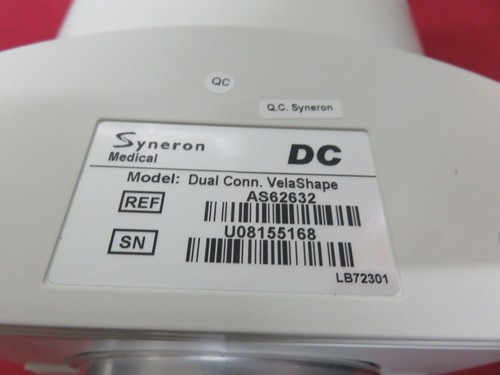 QC
Q.C. Syneron
Syneron
Medical
DC
Model: Dual Conn. VelaShape
REF
AS62632
SN
U08155168
LB72301